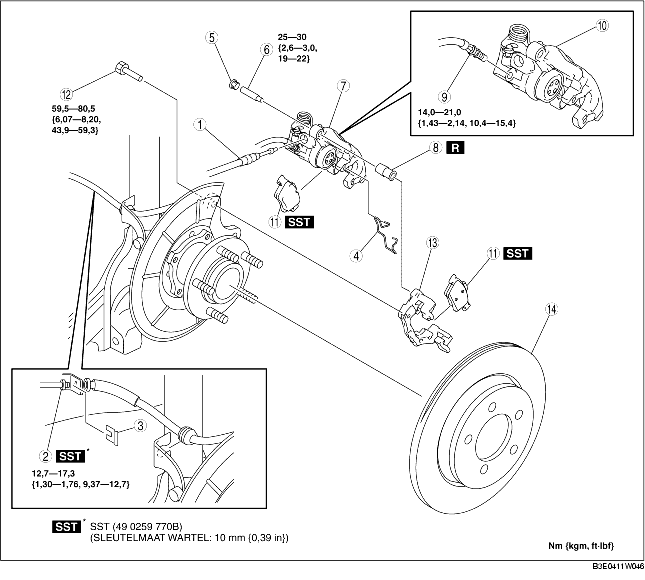 5
6
25—30
{2,6—3,0,
19—22}
7
12
59,5—80,5
{6,07—8,20,
43,9—59,3}
1
10
9
14,0—21,0
{1,43—2,14, 10,4—15,4}
8 R
11
SST
4
13
11 SST
14
3
2 SST*
12,7—17,3
{1,30—1,76, 9,37—12,7}
SST* SST (49 0259 770B)
(SLEUTELMAAT WARTEL: 10 mm {0,39 in})
Nm {kgm, ft·lbf}
B3E0411W046